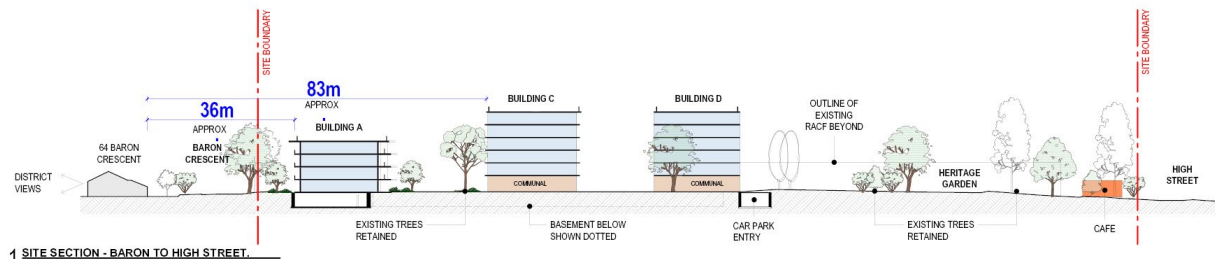 SITE BOUNDARY
SITE BOUNDARY
83m
APPROX
36m
APPROX
BUILDING A
BUILDING C
BUILDING D
OUTLINE OF
EXISTING
RACF BEYOND
64 BARON
CRESCENT
BARON
CRESCENT
DISTRICT
VIEWS
COMMUNAL
COMMUNAL
HERITAGE
GARDEN
HIGH
STREET
EXISTING TREES
RETAINED
BASEMENT BELOW
SHOWN DOTTED
CAR PARK
ENTRY
EXISTING TREES
RETAINED
CAFE
1 SITE SECTION - BARON TO HIGH STREET.